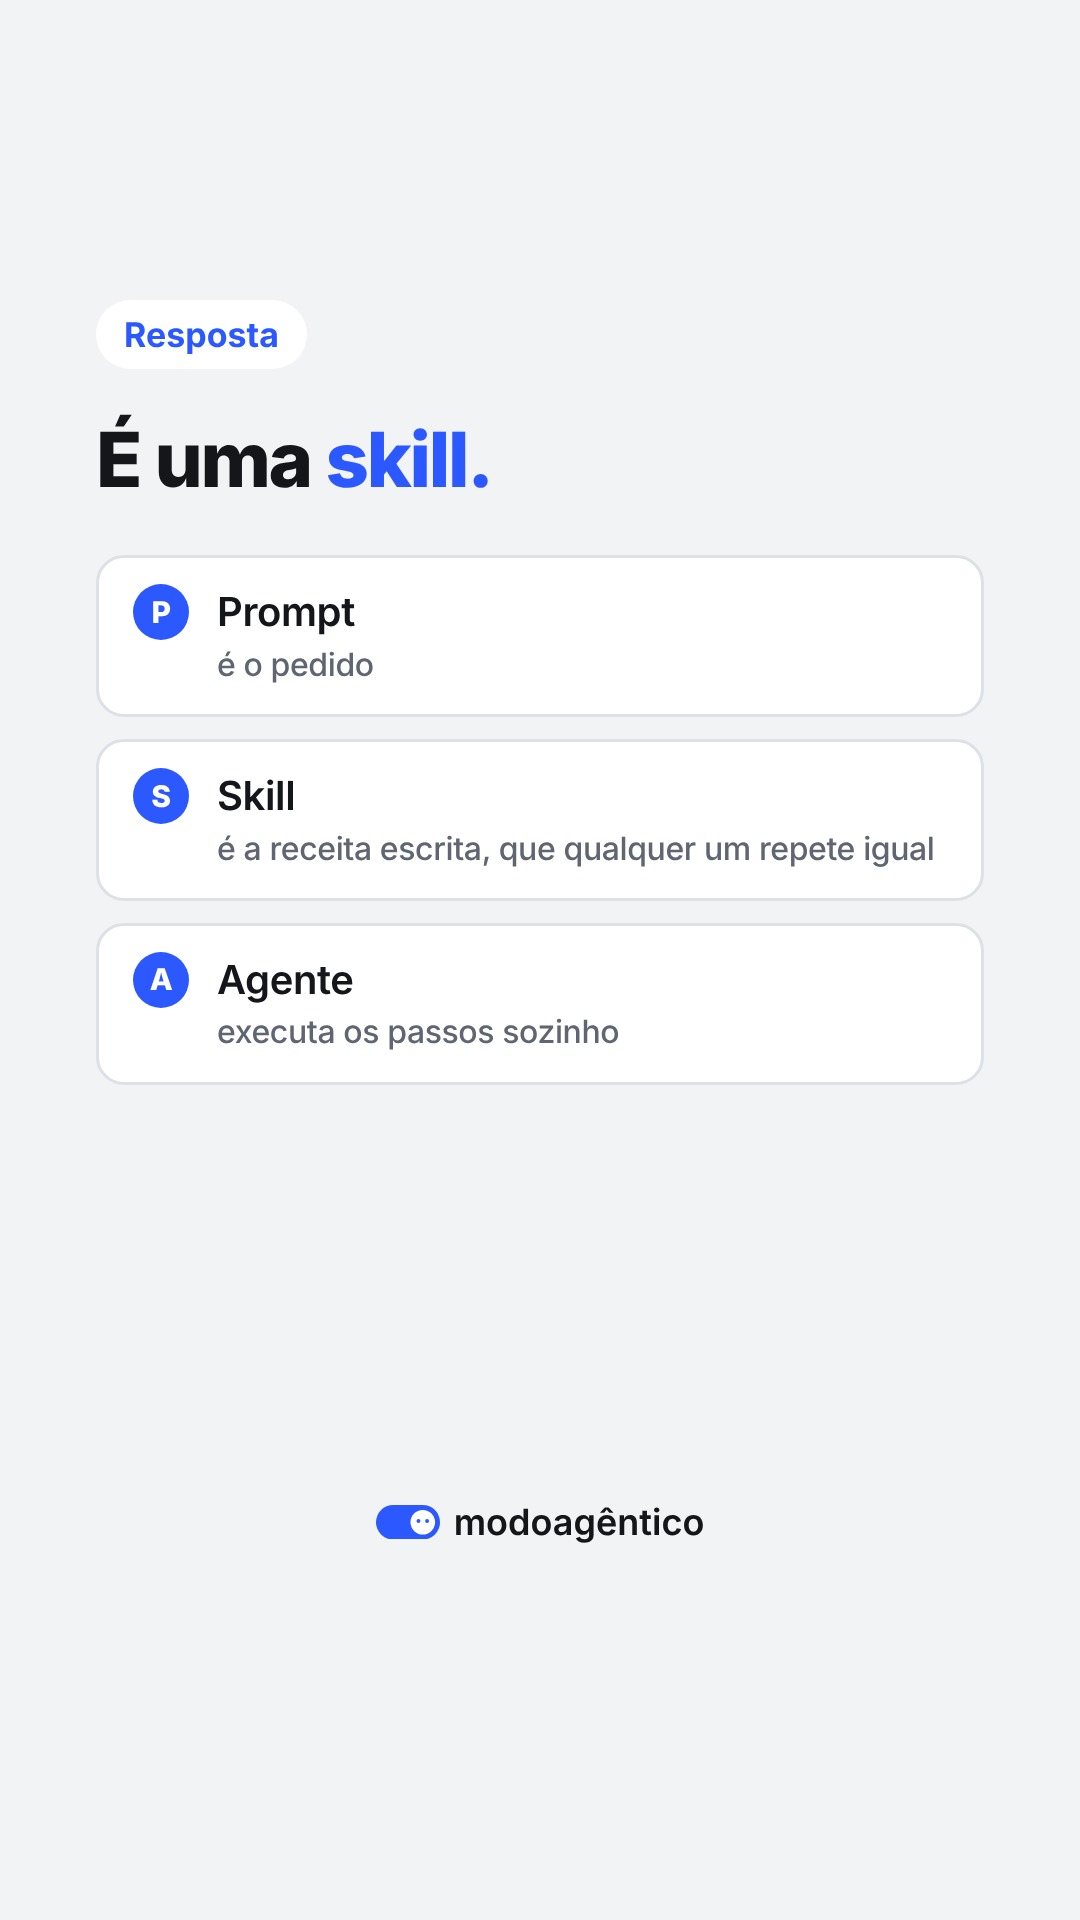 Resposta
É uma skill.
P
Prompt
é o pedido
S
Skill
é a receita escrita, que qualquer um repete igual
A
Agente
executa os passos sozinho
modoagêntico